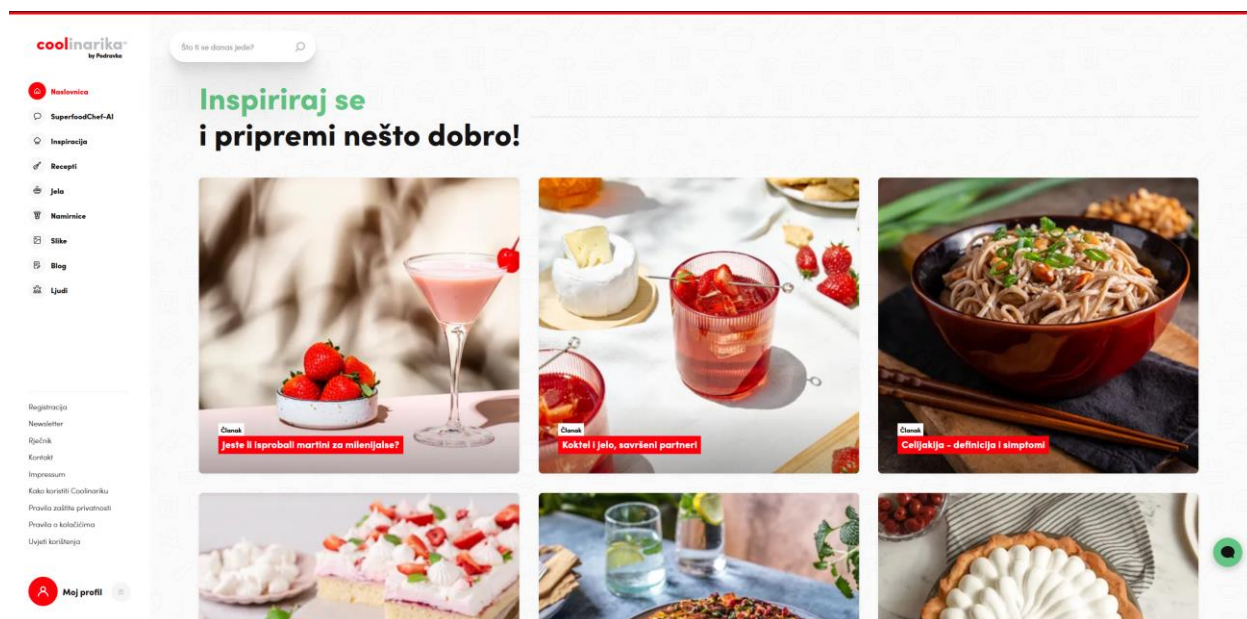 coolinarika
by Podravka
Naslovnica
SuperfoodChef-AI
Inspiracija
Recepti
Jela
Namirnice
Slike
Blog
Ljudi
Registracija
Newsletter
Rječnik
Kontakt
Impressum
Kako koristiti Coolinariku
Pravila zaštite privatnosti
Pravila o kolačićima
Uvjeti korištenja
Moj profil
Što ti se danas jede?
Inspiriraj se
i pripremi nešto dobro!
Članak
Jeste li isprobali martini za milenijalse?
Članak
Koktel i jelo, savršeni partneri
Članak
Celijakija - definicija i simptomi